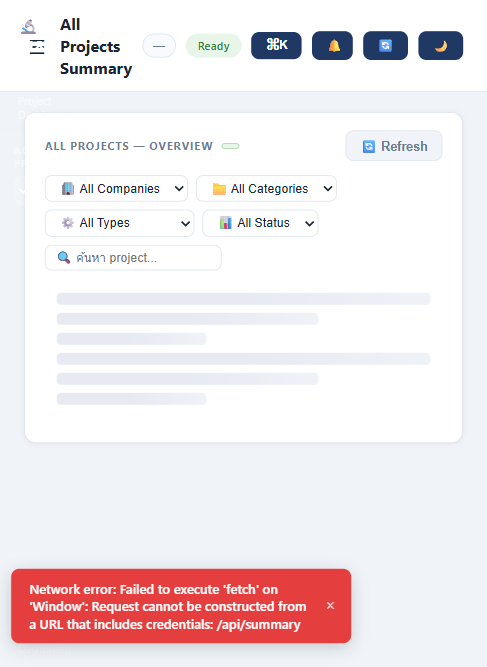 All
Projects
Summary
—
Ready
⌘K
ALL PROJECTS — OVERVIEW
Refresh
All Companies
All Categories
All Types
All Status
ค้นหา project...
Network error: Failed to execute 'fetch' on
'Window': Request cannot be constructed from
a URL that includes credentials: /api/summary
×